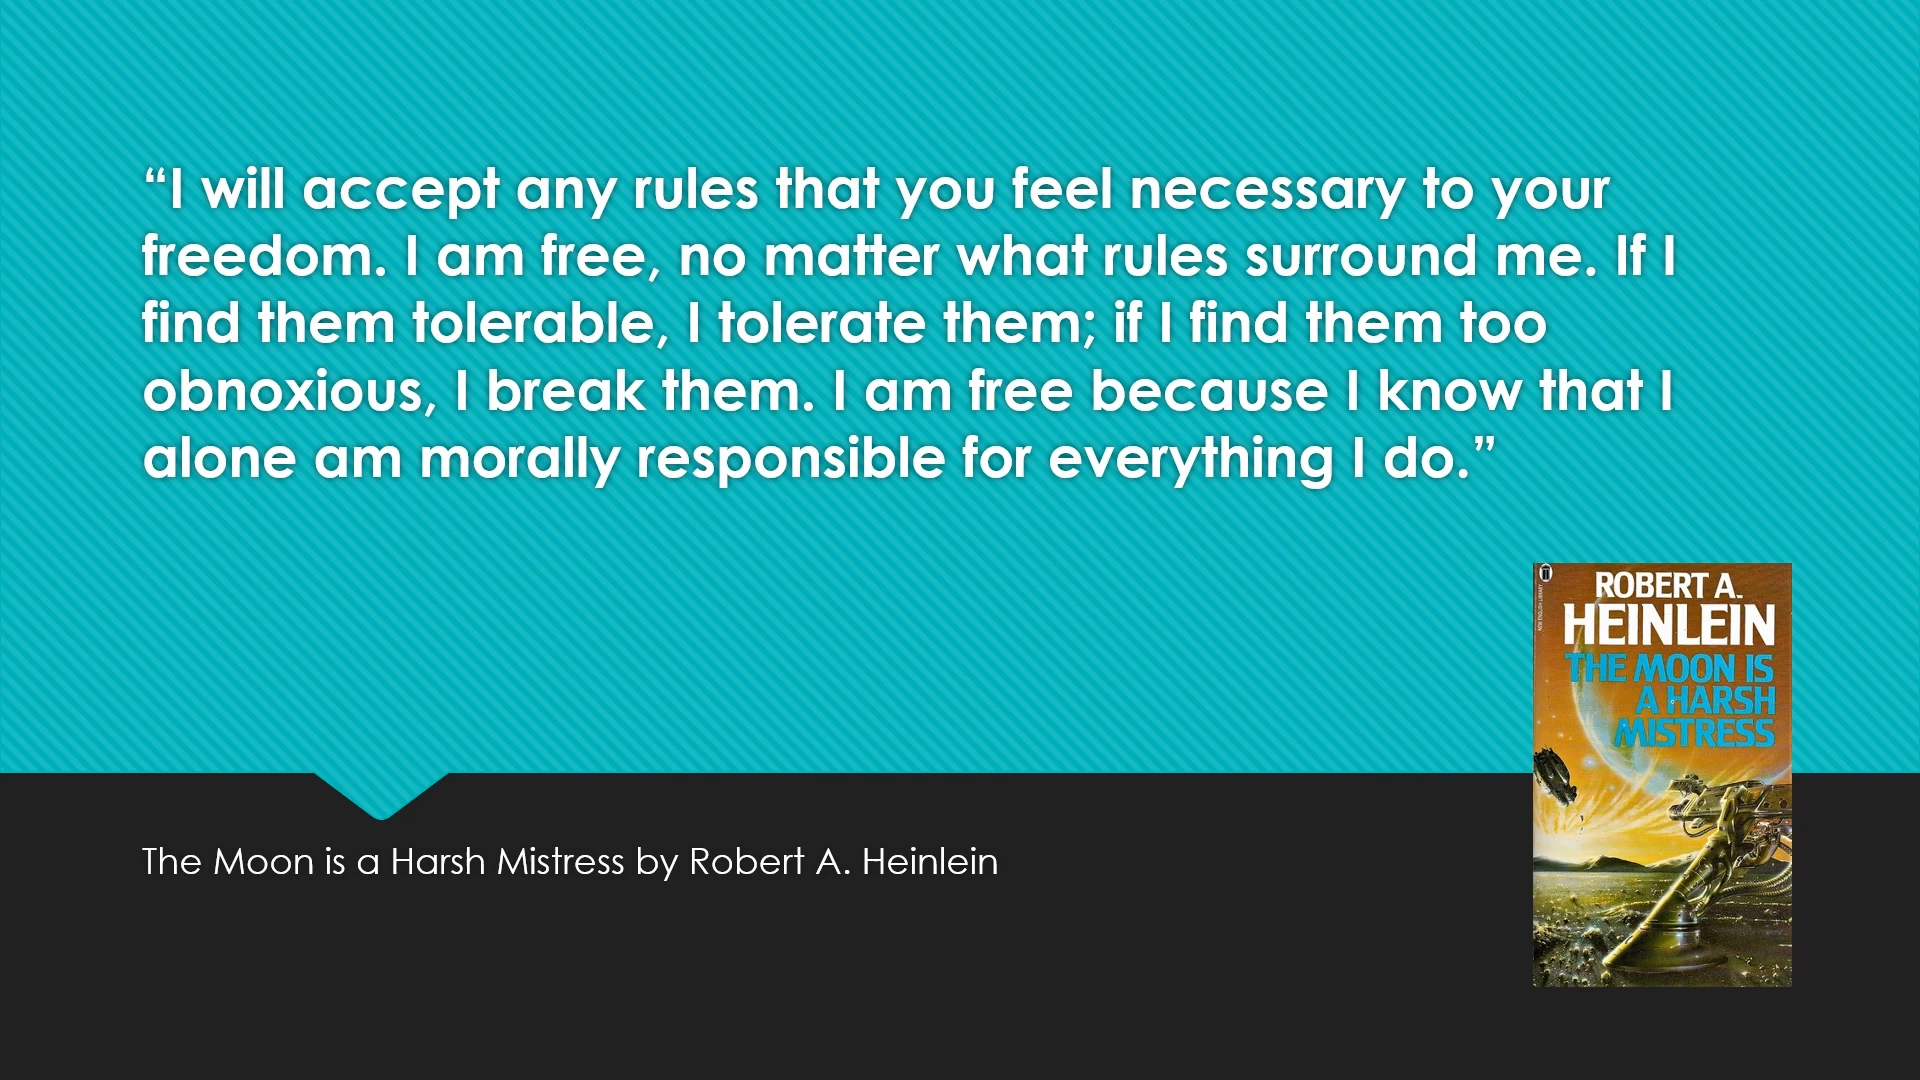 “I will accept any rules that you feel necessary to your
freedom. I am free, no matter what rules surround me. If I
find them tolerable, I tolerate them; if I find them too
obnoxious, I break them. I am free because I know that I
alone am morally responsible for everything I do.”
ROBERT A.
HEINLEIN
THE MOON IS
A HARSH
MISTRESS
The Moon is a Harsh Mistress by Robert A. Heinlein